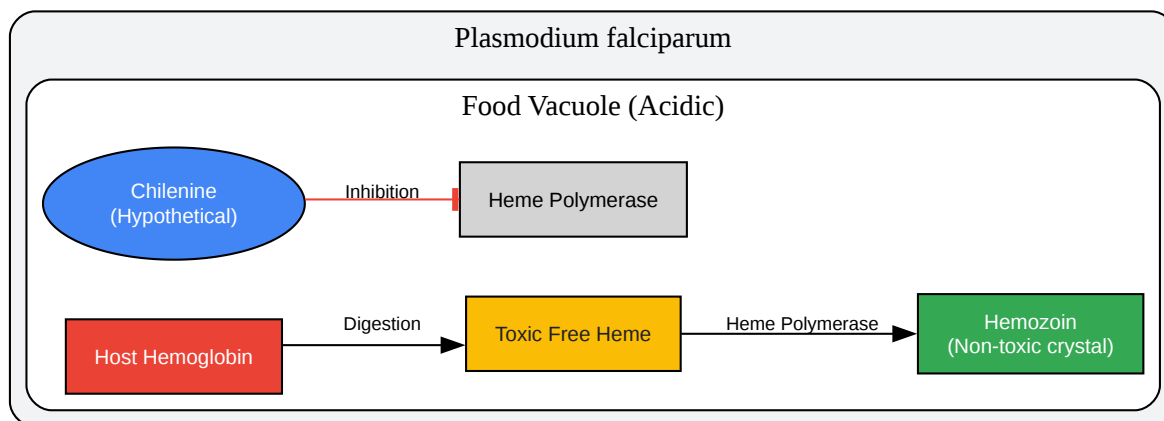 Plasmodium falciparum
Food Vacuole (Acidic)
Chilenine
(Hypothetical)
Inhibition
Heme Polymerase
Host Hemoglobin
Digestion
Toxic Free Heme
Heme Polymerase
Hemozoin
(Non-toxic crystal)